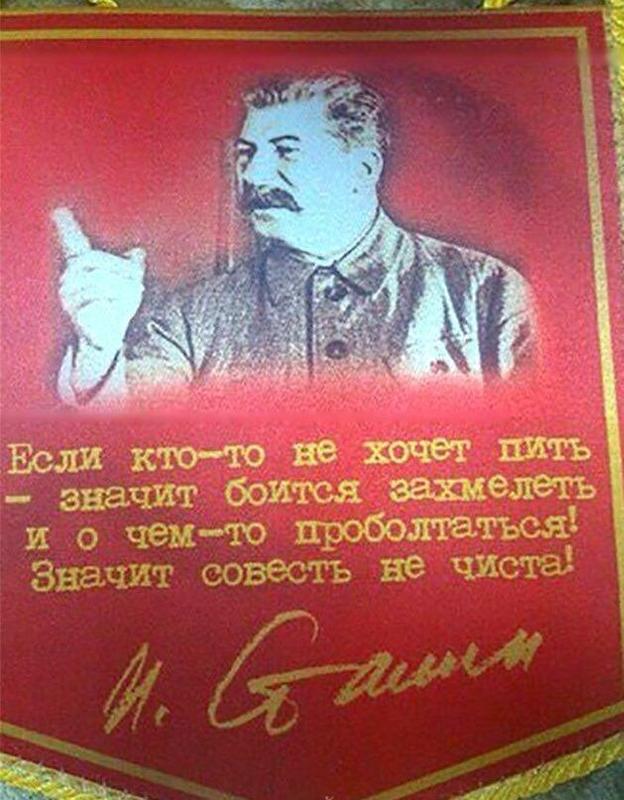 Если кто-то не хочет пить
- значит боится захмелеть
и о чем-то проболтаться!
Значит совесть не чиста!
И. Сталин